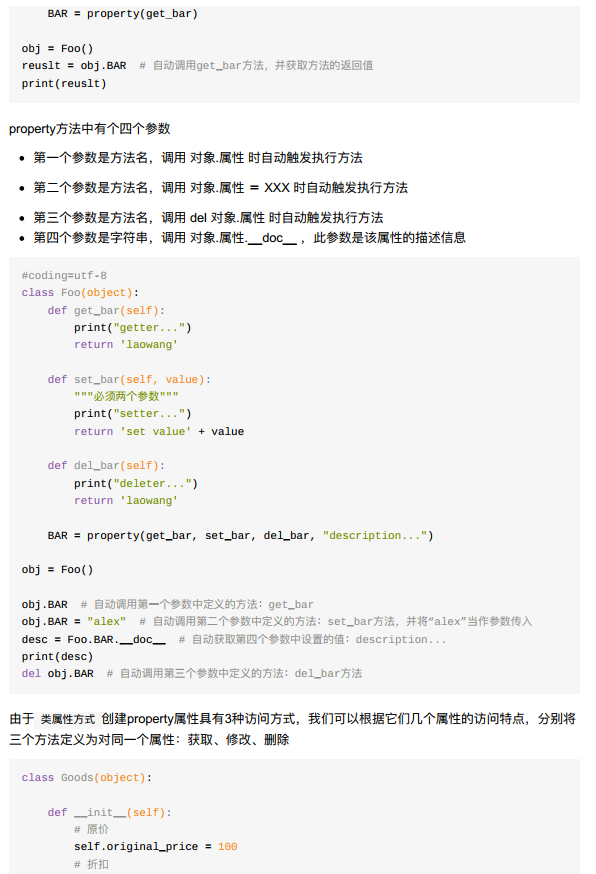 BAR = property(get_bar)

obj = Foo()
reuslt = obj.BAR  # 自动调用get_bar方法，并获取方法的返回值
print(reuslt)

property方法中有个四个参数
• 第一个参数是方法名，调用 对象.属性 时自动触发执行方法
• 第二个参数是方法名，调用 对象.属性 ＝ XXX 时自动触发执行方法
• 第三个参数是方法名，调用 del 对象.属性 时自动触发执行方法
• 第四个参数是字符串，调用 对象.属性.__doc__ ，此参数是该属性的描述信息

#coding=utf-8
class Foo(object):
    def get_bar(self):
        print("getter...")
        return 'laowang'

    def set_bar(self, value):
        """必须两个参数"""
        print("setter...")
        return 'set value' + value

    def del_bar(self):
        print("deleter...")
        return 'laowang'

    BAR = property(get_bar, set_bar, del_bar, "description...")

obj = Foo()

obj.BAR  # 自动调用第一个参数中定义的方法：get_bar
obj.BAR = "alex"  # 自动调用第二个参数中定义的方法：set_bar方法，并将“alex”当作参数传入
desc = Foo.BAR.__doc__  # 自动获取第四个参数中设置的值：description...
print(desc)
del obj.BAR  # 自动调用第三个参数中定义的方法：del_bar方法

由于 类属性方式 创建property属性具有3种访问方式，我们可以根据它们几个属性的访问特点，分别将
三个方法定义为对同一个属性：获取、修改、删除

class Goods(object):

    def __init__(self):
        # 原价
        self.original_price = 100
        # 折扣